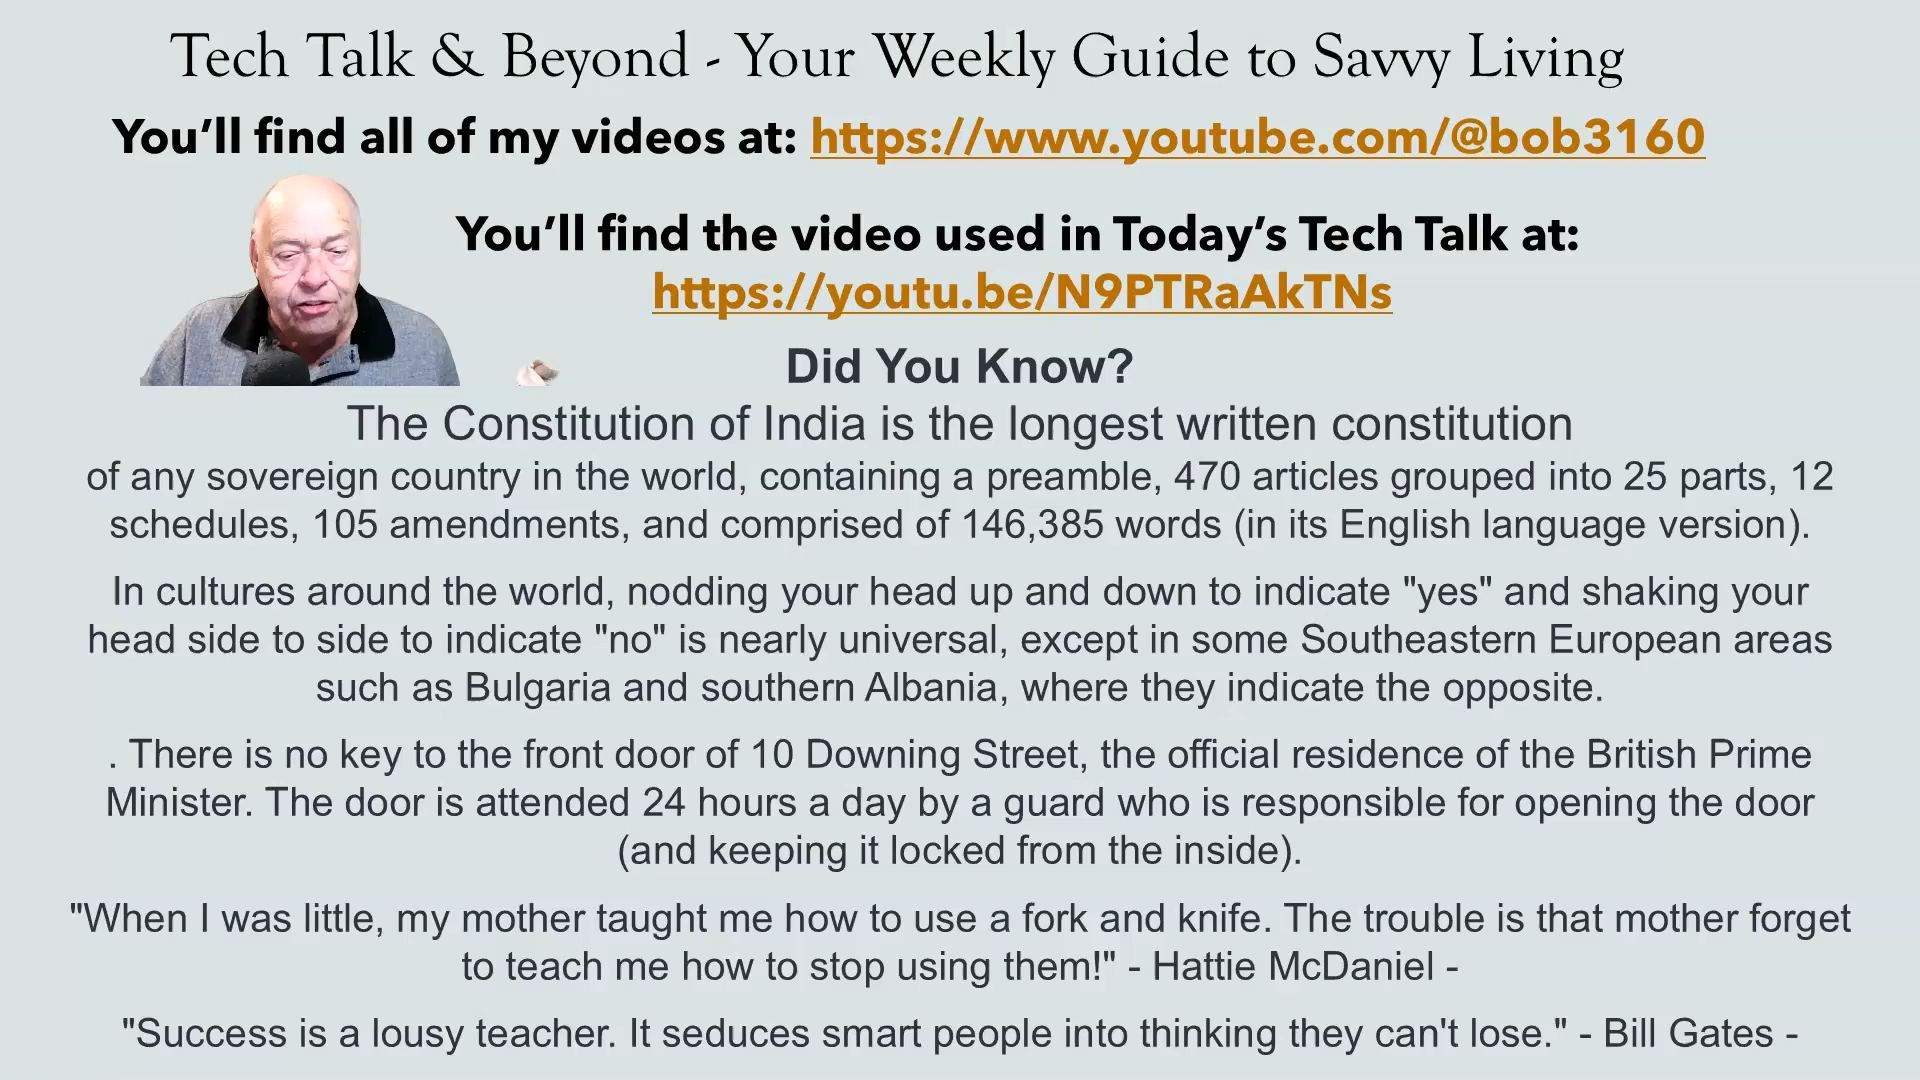 Tech Talk & Beyond - Your Weekly Guide to Savvy Living
You’ll find all of my videos at: https://www.youtube.com/@bob3160
You’ll find the video used in Today’s Tech Talk at:
https://youtu.be/N9PTRaAkTNs
Did You Know?
The Constitution of India is the longest written constitution
of any sovereign country in the world, containing a preamble, 470 articles grouped into 25 parts, 12
schedules, 105 amendments, and comprised of 146,385 words (in its English language version).
In cultures around the world, nodding your head up and down to indicate "yes" and shaking your
head side to side to indicate "no" is nearly universal, except in some Southeastern European areas
such as Bulgaria and southern Albania, where they indicate the opposite.
. There is no key to the front door of 10 Downing Street, the official residence of the British Prime
Minister. The door is attended 24 hours a day by a guard who is responsible for opening the door
(and keeping it locked from the inside).
"When I was little, my mother taught me how to use a fork and knife. The trouble is that mother forget
to teach me how to stop using them!" - Hattie McDaniel -
"Success is a lousy teacher. It seduces smart people into thinking they can't lose." - Bill Gates -